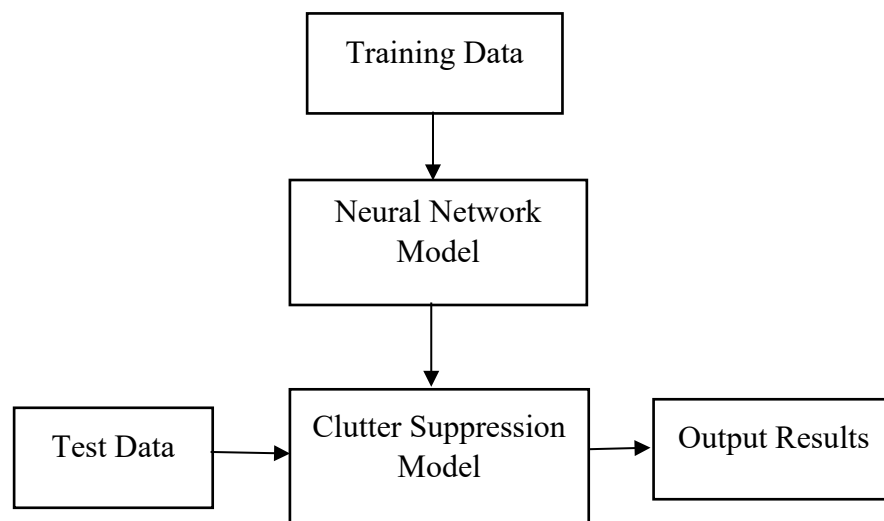 Training Data
Neural Network
Model
Test Data
Clutter Suppression
Model
Output Results